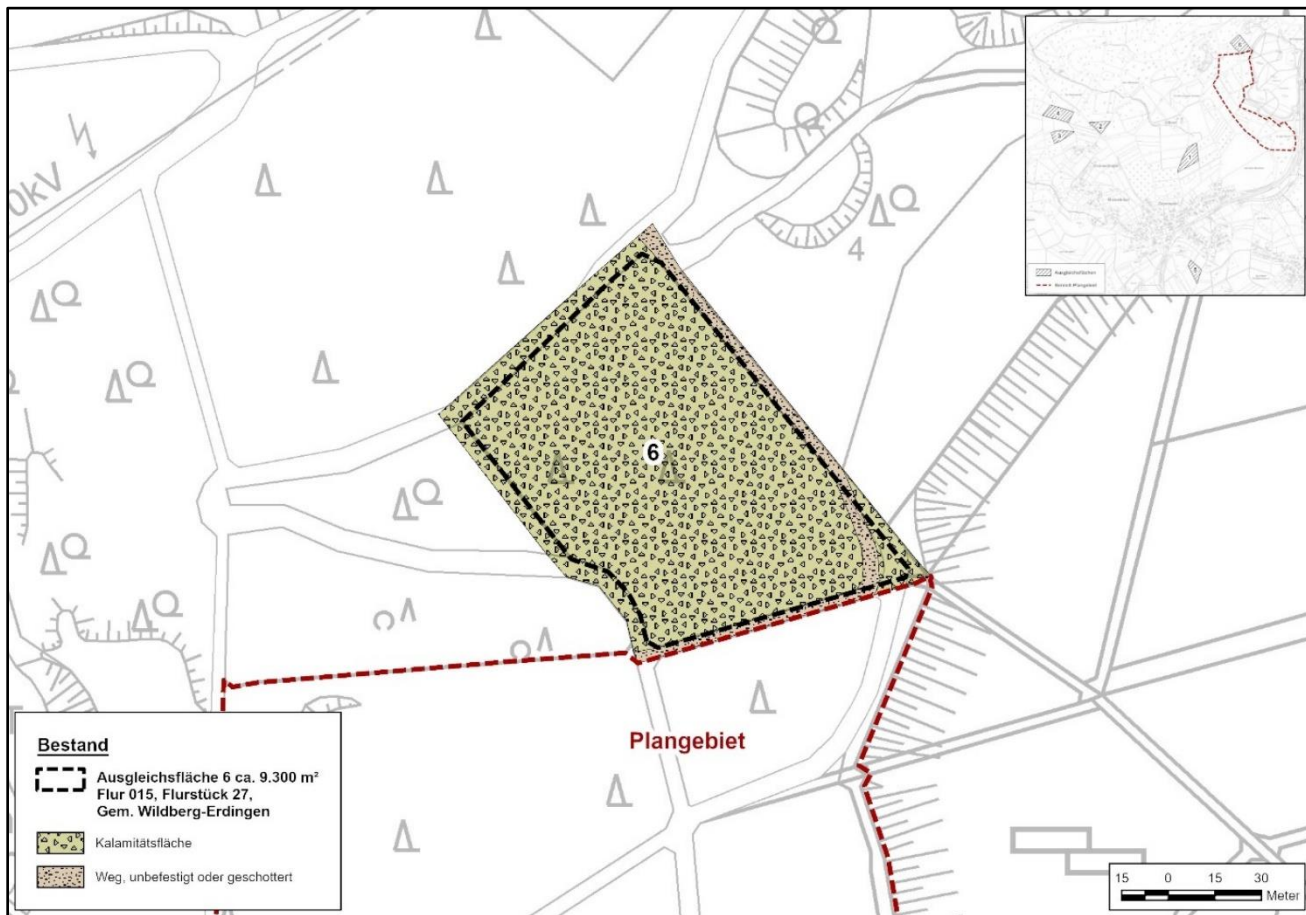 0kV
4
6
Plangebiet
Bestand
Ausgleichsfläche 6 ca. 9.300 m²
Flur 015, Flurstück 27,
Gem. Wildberg-Erdingen
Kalamitätsfläche
Weg, unbefestigt oder geschottert
Ausgleichsflächen
15 0 15 30
Meter